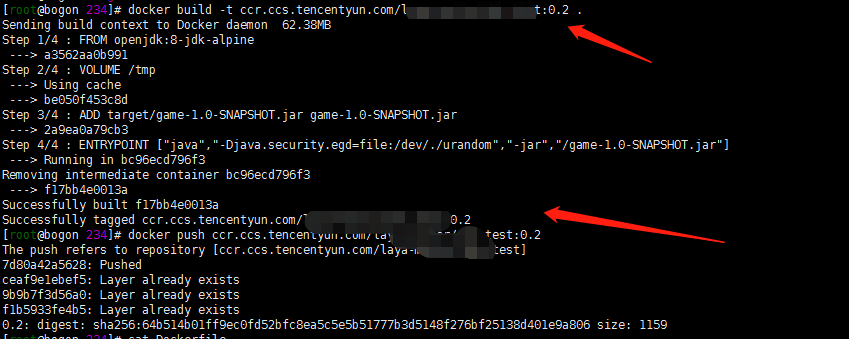 [root@bogon 234]# docker build -t ccr.ccs.tencentyun.com/la t:0.2 .
Sending build context to Docker daemon  62.38MB
Step 1/4 : FROM openjdk:8-jdk-alpine
 ---> a3562aa0b991
Step 2/4 : VOLUME /tmp
 ---> Using cache
 ---> be050f453c8d
Step 3/4 : ADD target/game-1.0-SNAPSHOT.jar game-1.0-SNAPSHOT.jar
 ---> 2a9ea0a79cb3
Step 4/4 : ENTRYPOINT ["java","-Djava.security.egd=file:/dev/./urandom","-jar","/game-1.0-SNAPSHOT.jar"]
 ---> Running in bc96ecd796f3
Removing intermediate container bc96ecd796f3
 ---> f17bb4e0013a
Successfully built f17bb4e0013a
Successfully tagged ccr.ccs.tencentyun.com/l 0.2
[root@bogon 234]# docker push ccr.ccs.tencentyun.com/lay test:0.2
The push refers to repository [ccr.ccs.tencentyun.com/laya- test]
7d80a42a5628: Pushed
ceaf9e1ebef5: Layer already exists
9b9b7f3d56a0: Layer already exists
f1b5933fe4b5: Layer already exists
0.2: digest: sha256:64b514b01ff9ec0fd52bfc8ea5c5e5b51777b3d5148f276bf25138d401e9a806 size: 1159
[root@bogon 234]# cat Dockerfile